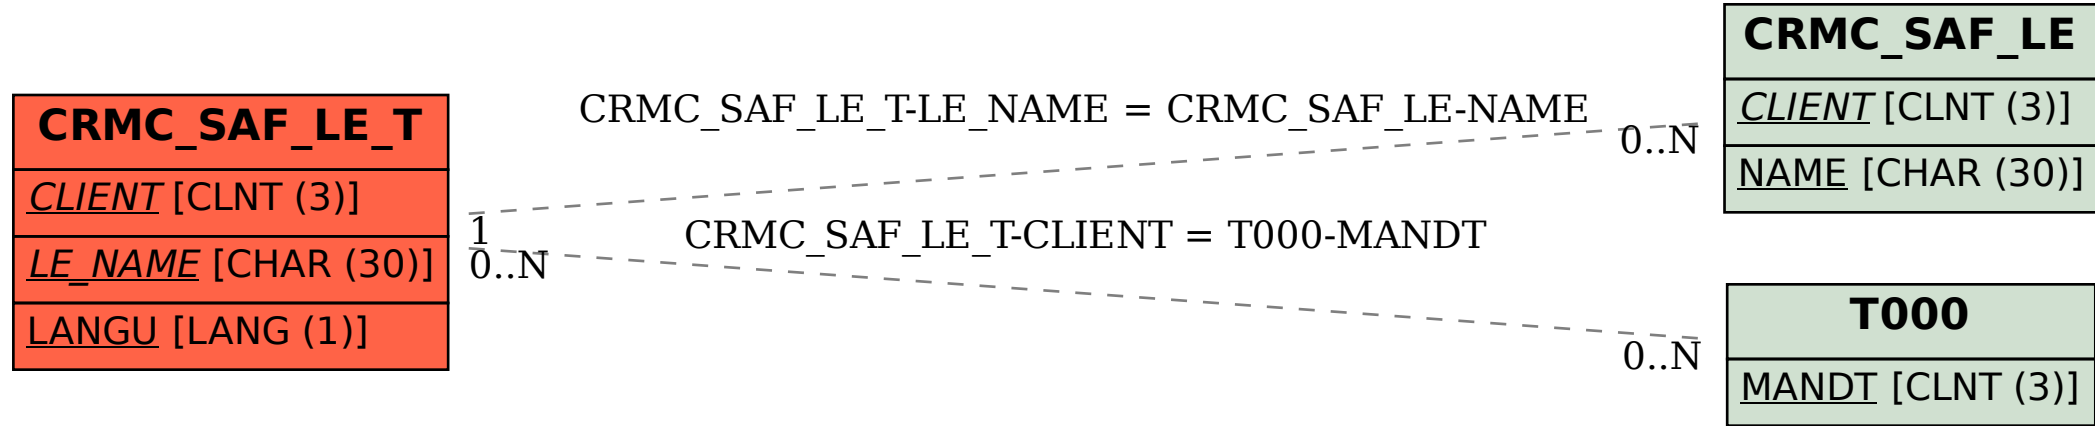 CRMC_SAF_LE_T
CLIENT [CLNT (3)]
LE_NAME [CHAR (30)]
LANGU [LANG (1)]
CRMC_SAF_LE_T-LE_NAME = CRMC_SAF_LE-NAME
0..N
1
CRMC_SAF_LE_T-CLIENT = T000-MANDT
0..N
0..N
CRMC_SAF_LE
CLIENT [CLNT (3)]
NAME [CHAR (30)]
T000
MANDT [CLNT (3)]